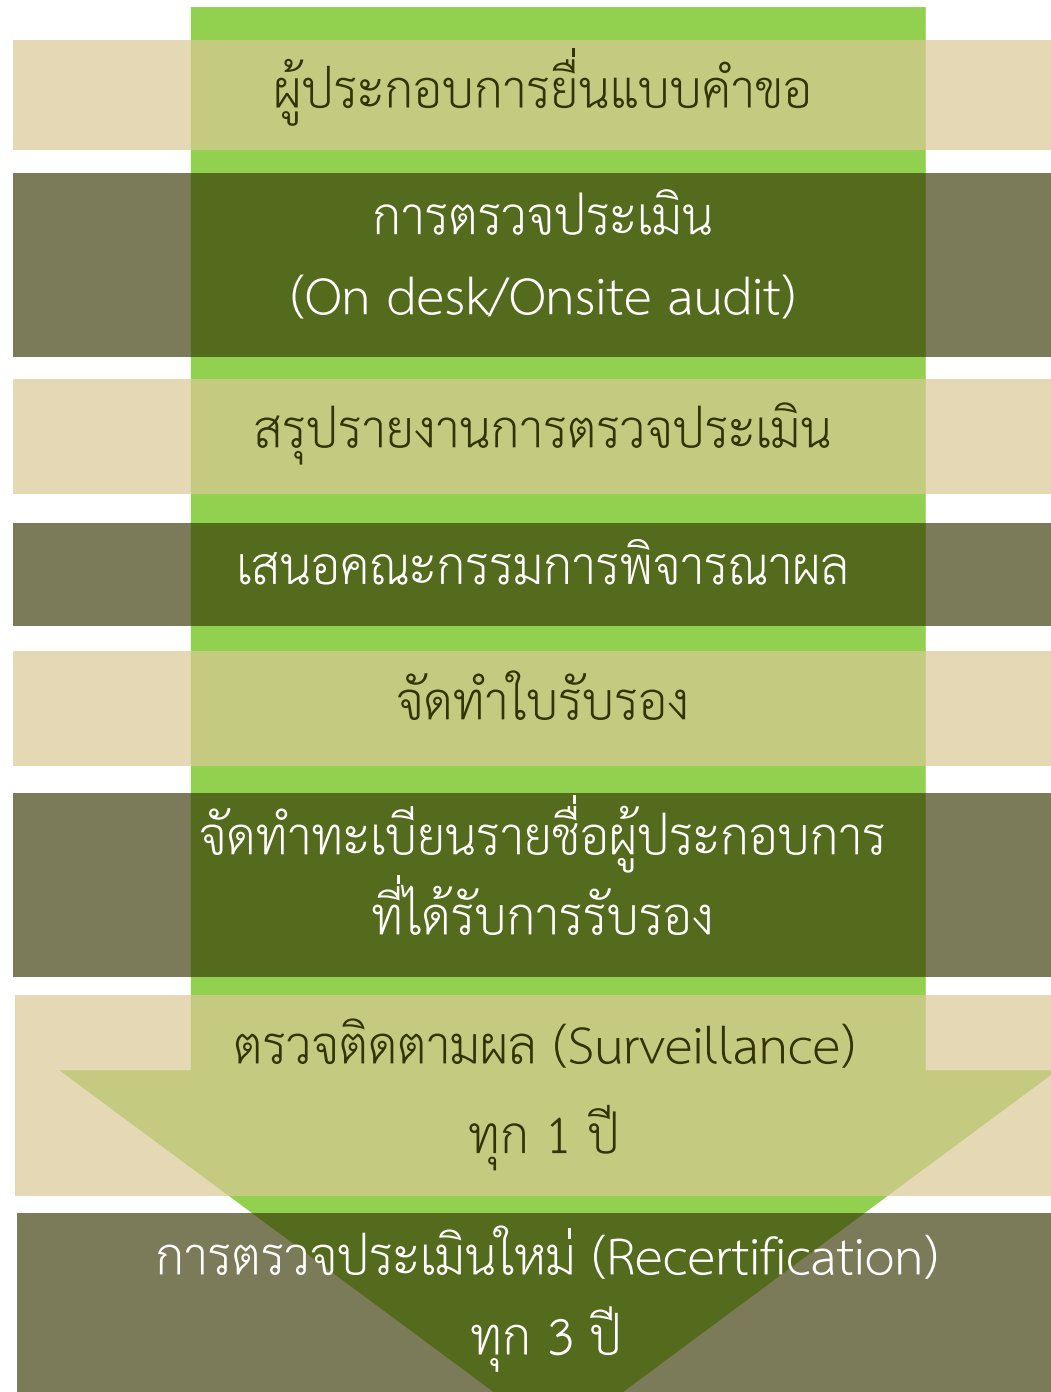 ผู้ประกอบการยื่นแบบคำขอ
การตรวจประเมิน
(On desk/Onsite audit)
สรุปรายงานการตรวจประเมิน
เสนอคณะกรรมการพิจารณาผล
จัดทำใบรับรอง
จัดทำทะเบียนรายชื่อผู้ประกอบการ
ที่ได้รับการรับรอง
ตรวจติดตามผล (Surveillance)
ทุก 1 ปี
การตรวจประเมินใหม่ (Recertification)
ทุก 3 ปี